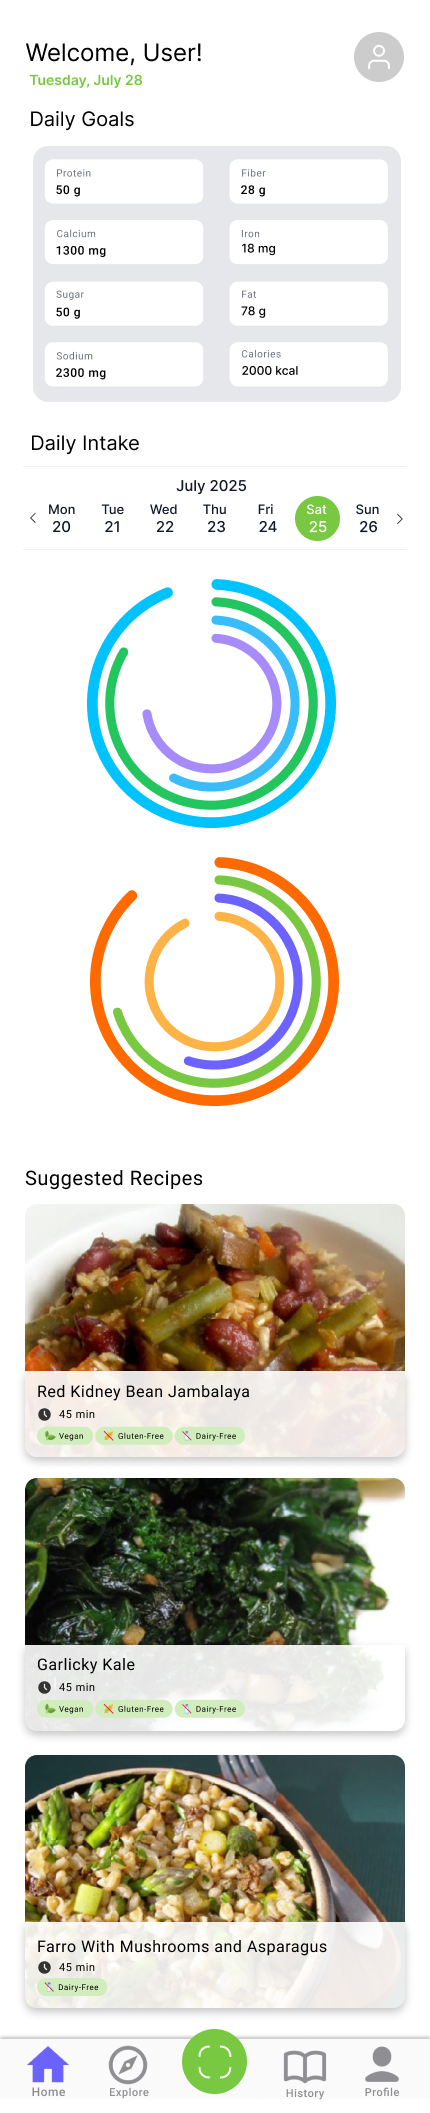 Welcome, User!
Tuesday, July 28
Daily Goals
Protein
50 g
Fiber
28 g
Calcium
1300 mg
Iron
18 mg
Sugar
50 g
Fat
78 g
Sodium
2300 mg
Calories
2000 kcal
Daily Intake
July 2025
Mon Tue Wed Thu Fri Sat Sun
20 21 22 23 24 25 26
Suggested Recipes
Red Kidney Bean Jambalaya
45 min
Vegan Gluten-Free Dairy-Free
Garlicky Kale
45 min
Vegan Gluten-Free Dairy-Free
Farro With Mushrooms and Asparagus
45 min
Dairy-Free
Home Explore History Profile